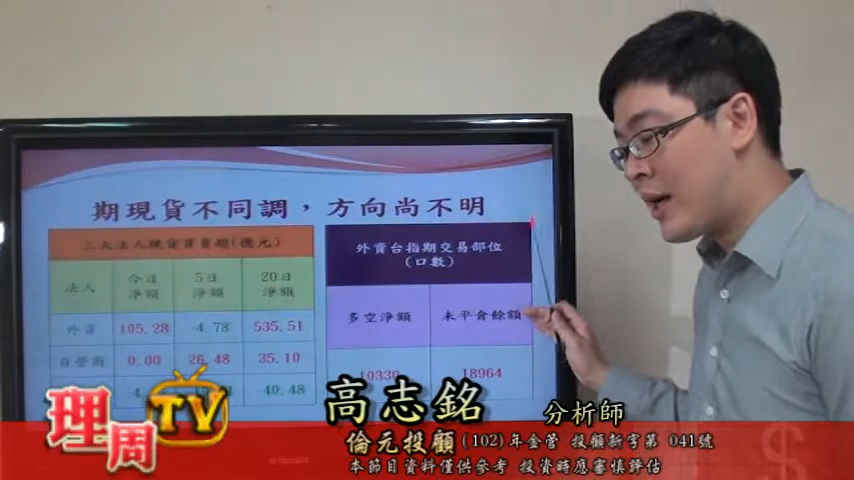 期現貨不同調，方向尚不明
三大法人現貨買賣超(億元)
法人 今日淨額 5日淨額 20日淨額
外資 105.28 -4.78 535.51
自營商 0.00 26.48 35.10
-40.48
外資台指期交易部位
(口數)
多空淨額 未平倉餘額
10330 18964
理周TV
高志銘 分析師
倫元投顧 (102)年金管 投顧新字第 041號
本節目資料僅供參考 投資時應審慎評估